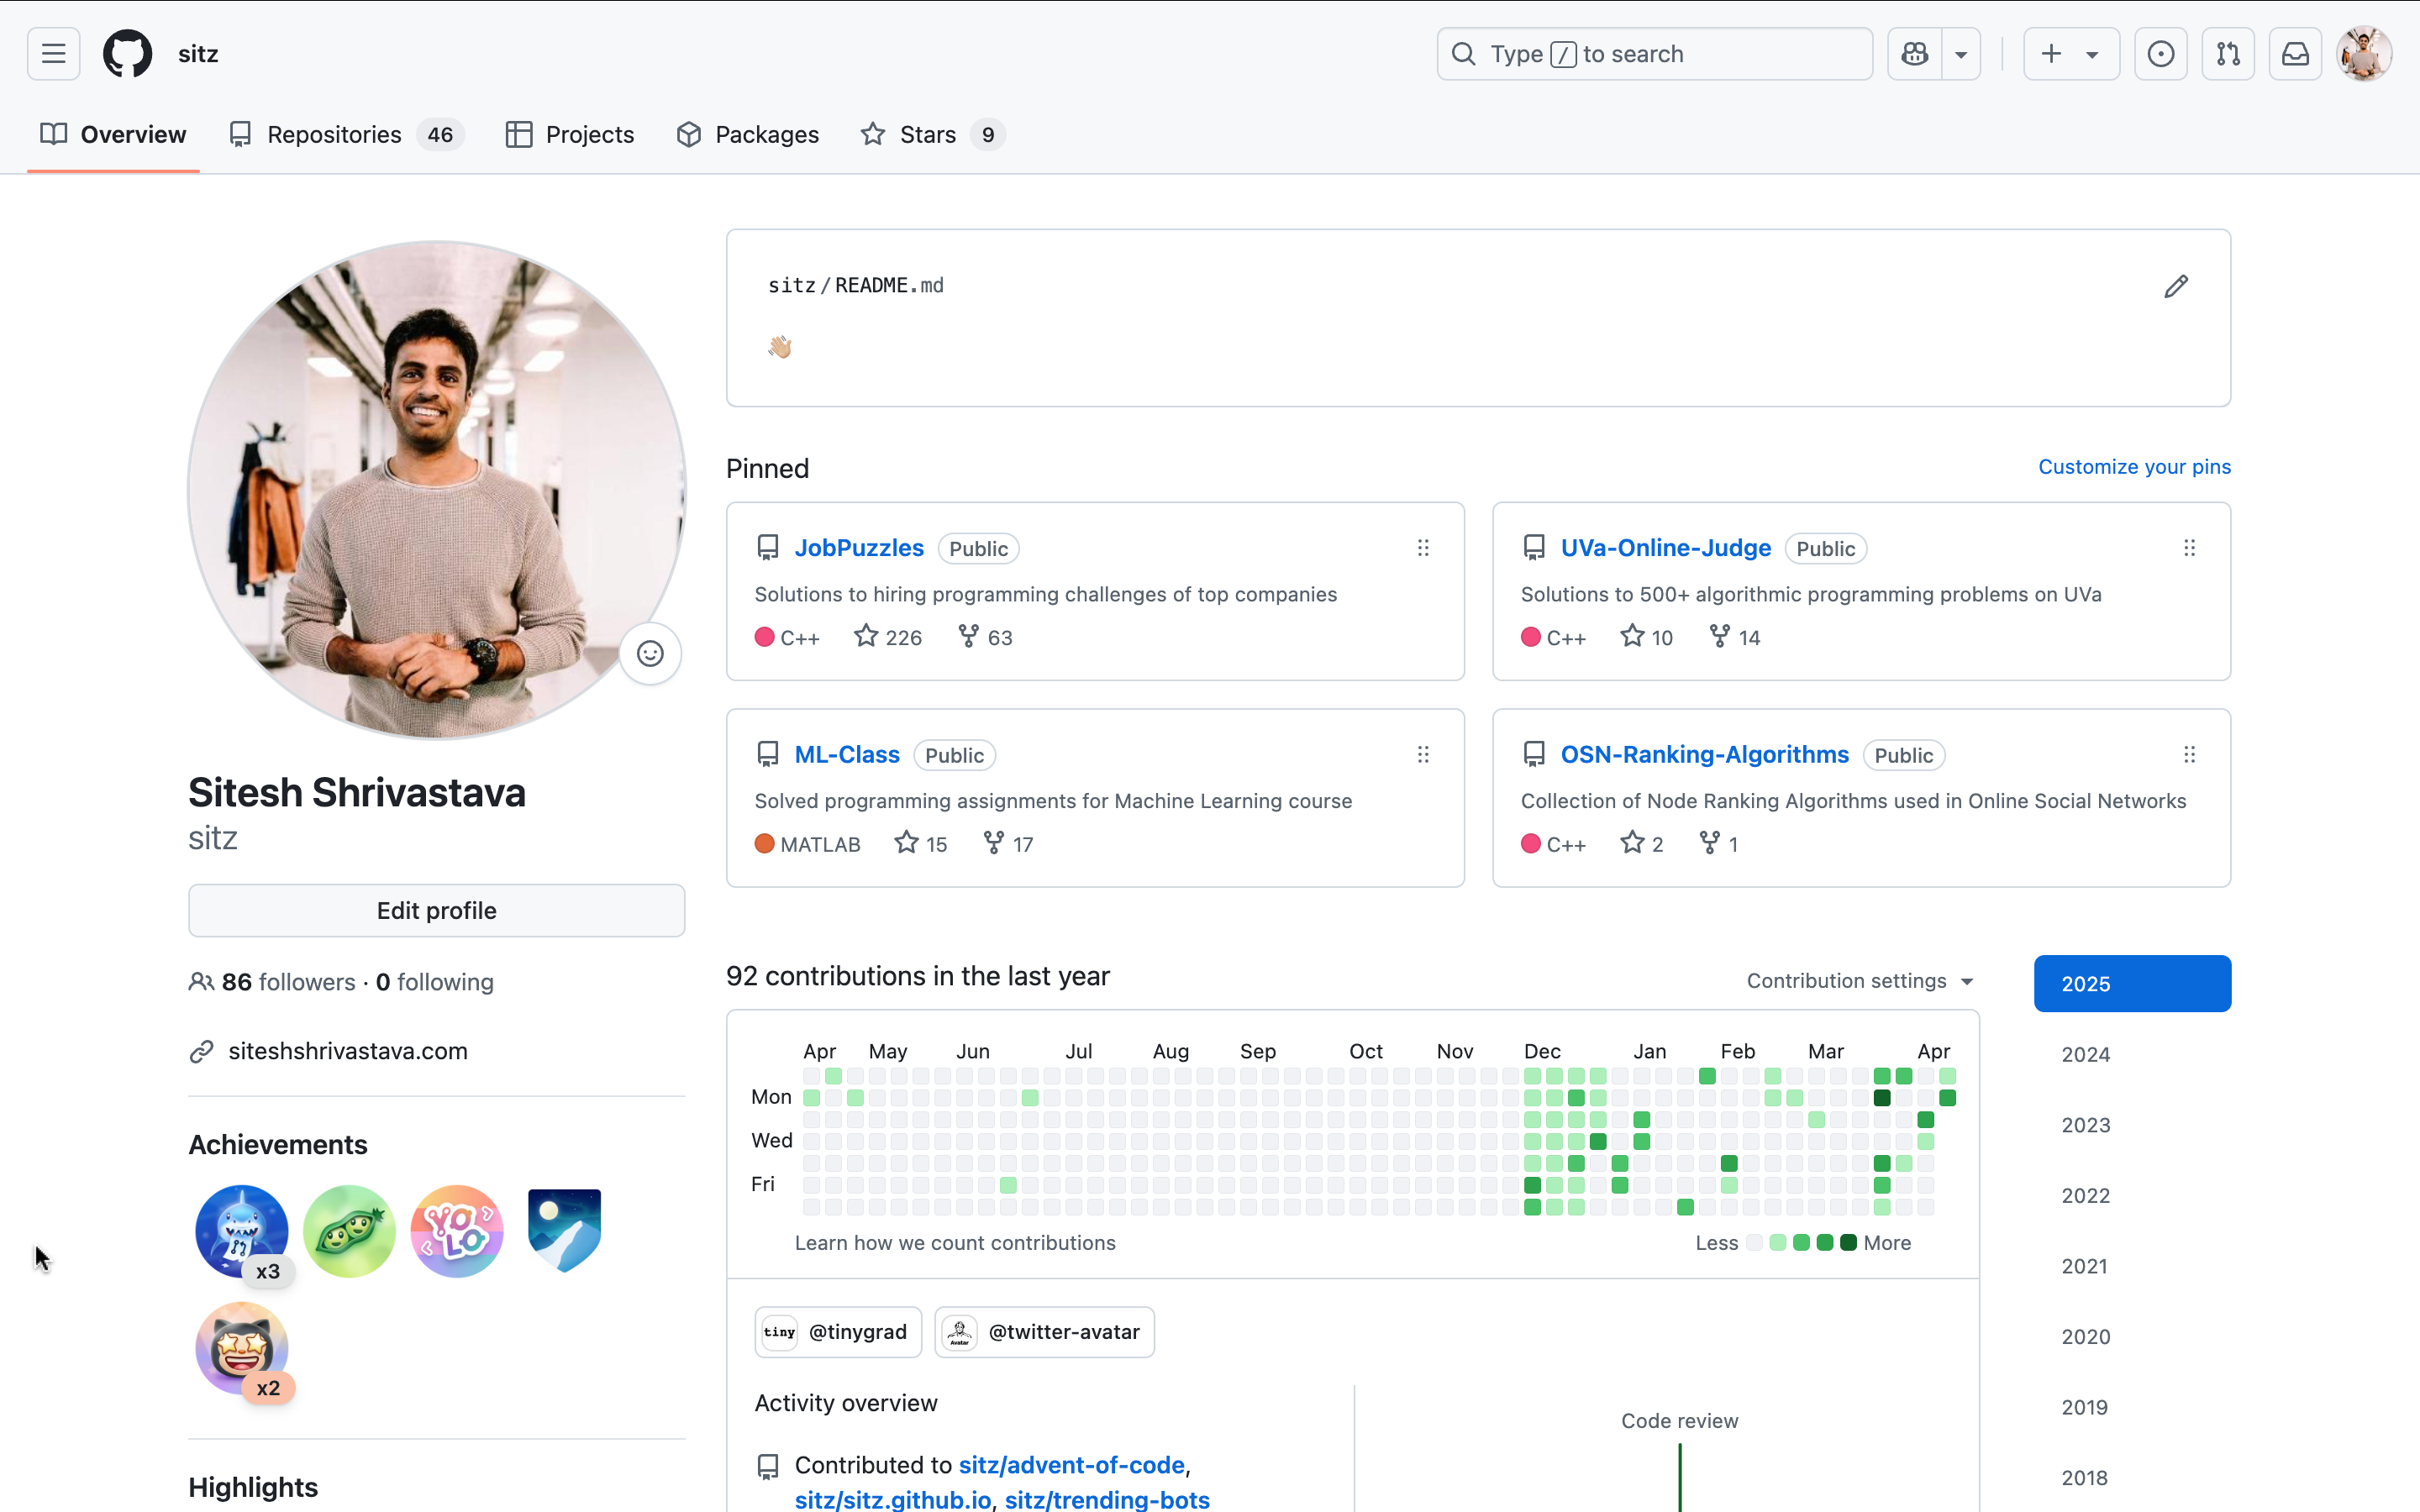 sitz
Type / to search
Overview
Repositories 46
Projects
Packages
Stars 9
sitz/README.md
👋🏼
Pinned
Customize your pins
JobPuzzles Public
Solutions to hiring programming challenges of top companies
C++ 226 63
UVa-Online-Judge Public
Solutions to 500+ algorithmic programming problems on UVa
C++ 10 14
ML-Class Public
Solved programming assignments for Machine Learning course
MATLAB 15 17
OSN-Ranking-Algorithms Public
Collection of Node Ranking Algorithms used in Online Social Networks
C++ 2 1
Sitesh Shrivastava
sitz
Edit profile
86 followers · 0 following
siteshshrivastava.com
Achievements
x3
YOLO
x2
Highlights
92 contributions in the last year
Contribution settings
Apr May Jun Jul Aug Sep Oct Nov Dec Jan Feb Mar Apr
Mon
Wed
Fri
Learn how we count contributions
Less More
tiny @tinygrad
Avatar @twitter-avatar
Activity overview
Contributed to sitz/advent-of-code,
sitz/sitz.github.io, sitz/trending-bots
Code review
2025
2024
2023
2022
2021
2020
2019
2018